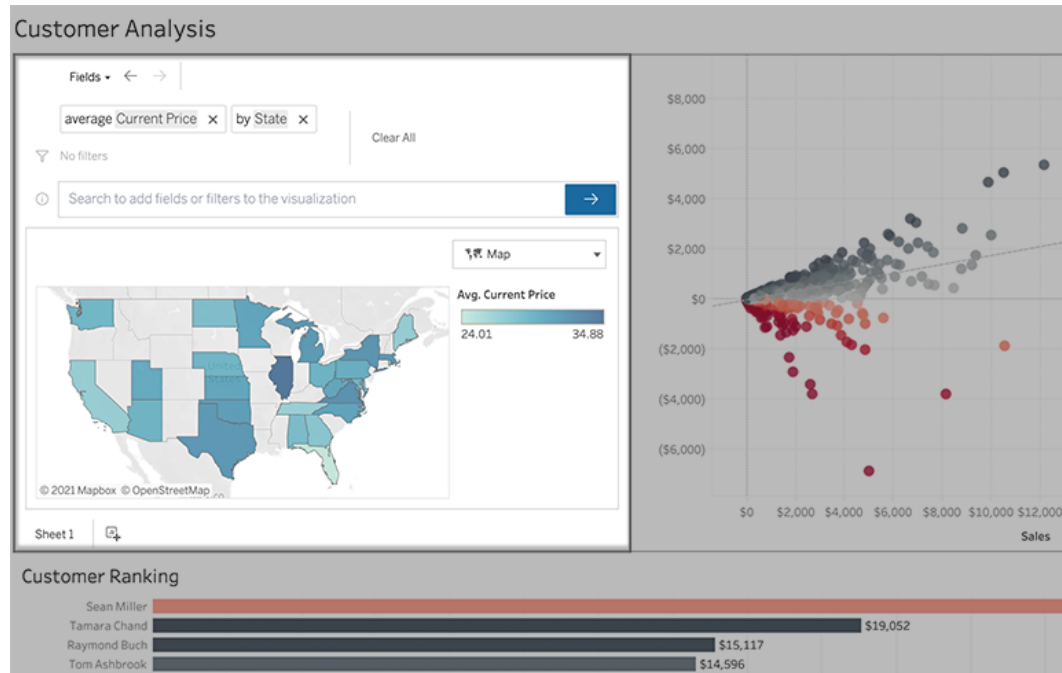 Customer Analysis
Fields
average Current Price × by State ×
Clear All
No filters
Search to add fields or filters to the visualization
Map
Avg. Current Price
24.01 34.88
United
States
© 2021 Mapbox © OpenStreetMap
Sheet 1
$8,000
$6,000
$4,000
$2,000
$0
($2,000)
($4,000)
($6,000)
$0 $2,000 $4,000 $6,000 $8,000 $10,000 $12,000
Sales
Customer Ranking
Sean Miller
Tamara Chand $19,052
Raymond Buch $15,117
Tom Ashbrook $14,596